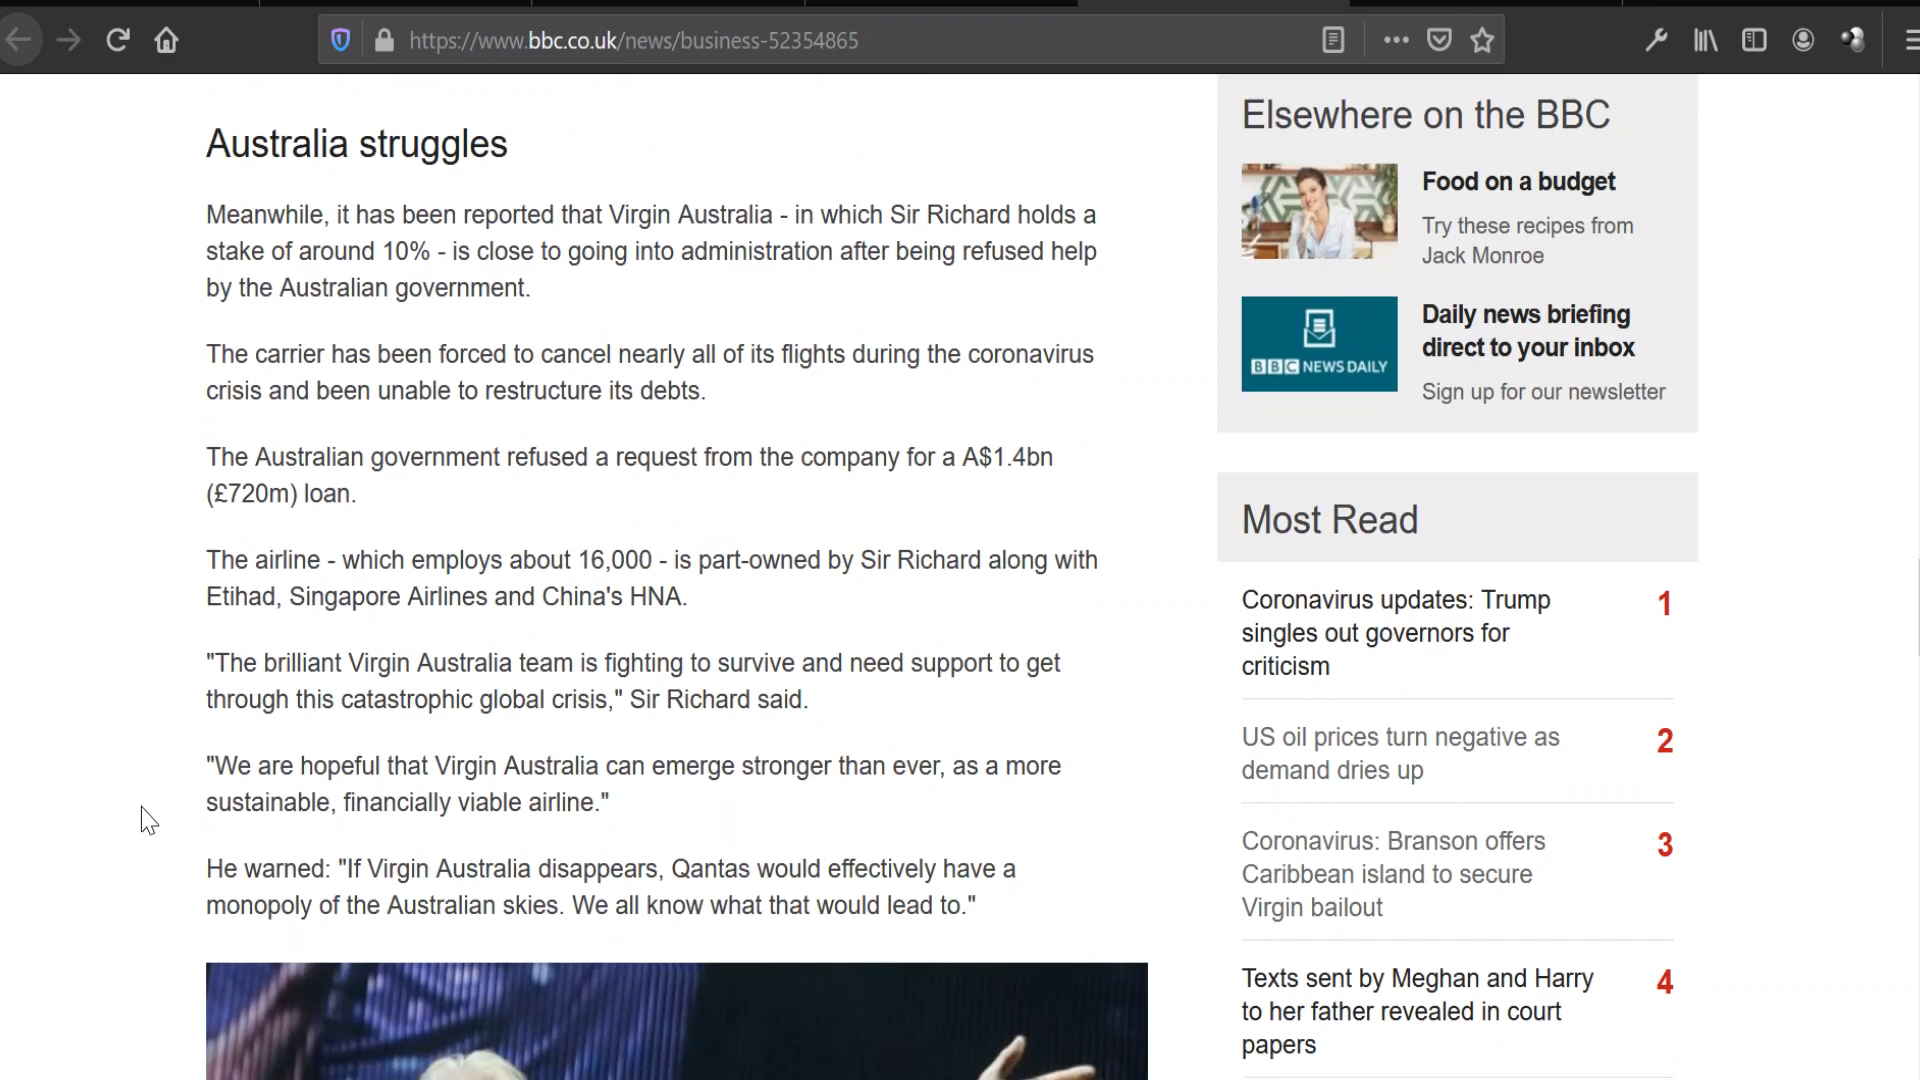 https://www.bbc.co.uk/news/business-52354865
Australia struggles
Meanwhile, it has been reported that Virgin Australia - in which Sir Richard holds a
stake of around 10% - is close to going into administration after being refused help
by the Australian government.
The carrier has been forced to cancel nearly all of its flights during the coronavirus
crisis and been unable to restructure its debts.
The Australian government refused a request from the company for a A$1.4bn
(£720m) loan.
The airline - which employs about 16,000 - is part-owned by Sir Richard along with
Etihad, Singapore Airlines and China's HNA.
"The brilliant Virgin Australia team is fighting to survive and need support to get
through this catastrophic global crisis," Sir Richard said.
"We are hopeful that Virgin Australia can emerge stronger than ever, as a more
sustainable, financially viable airline."
He warned: "If Virgin Australia disappears, Qantas would effectively have a
monopoly of the Australian skies. We all know what that would lead to."
Elsewhere on the BBC
Food on a budget
Try these recipes from
Jack Monroe
BBC NEWS DAILY
Daily news briefing
direct to your inbox
Sign up for our newsletter
Most Read
Coronavirus updates: Trump
singles out governors for
criticism
1
US oil prices turn negative as
demand dries up
2
Coronavirus: Branson offers
Caribbean island to secure
Virgin bailout
3
Texts sent by Meghan and Harry
to her father revealed in court
papers
4